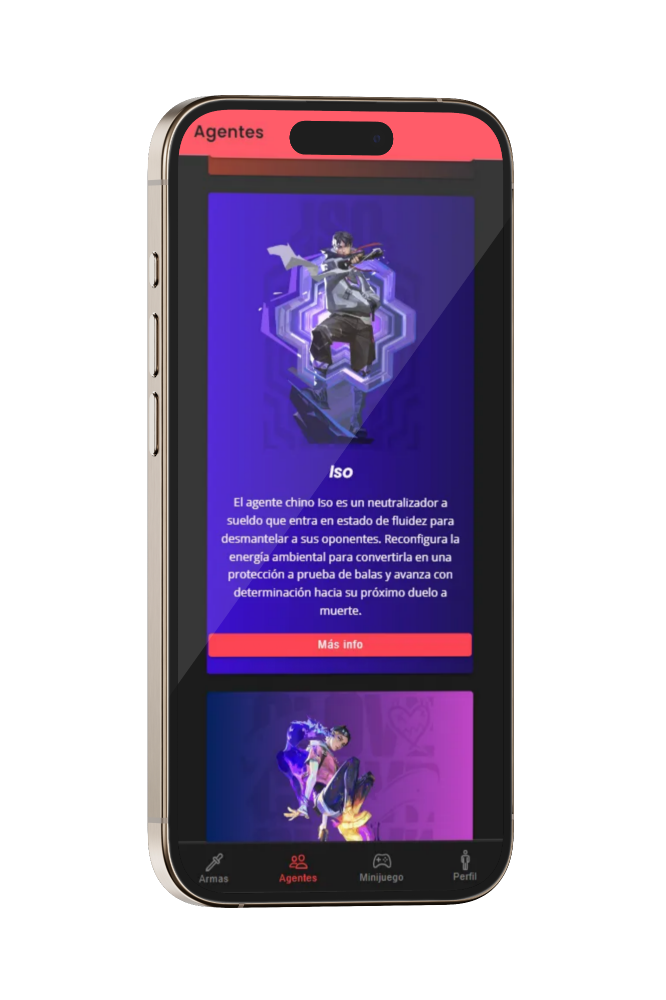 Agentes
Iso
El agente chino Iso es un neutralizador a
sueldo que entra en estado de fluidez para
desmantelar a sus oponentes. Reconfigura la
energía ambiental para convertirla en una
protección a prueba de balas y avanza con
determinación hacia su próximo duelo a
muerte.
Más info
Armas
Agentes
Minijuego
Perfil